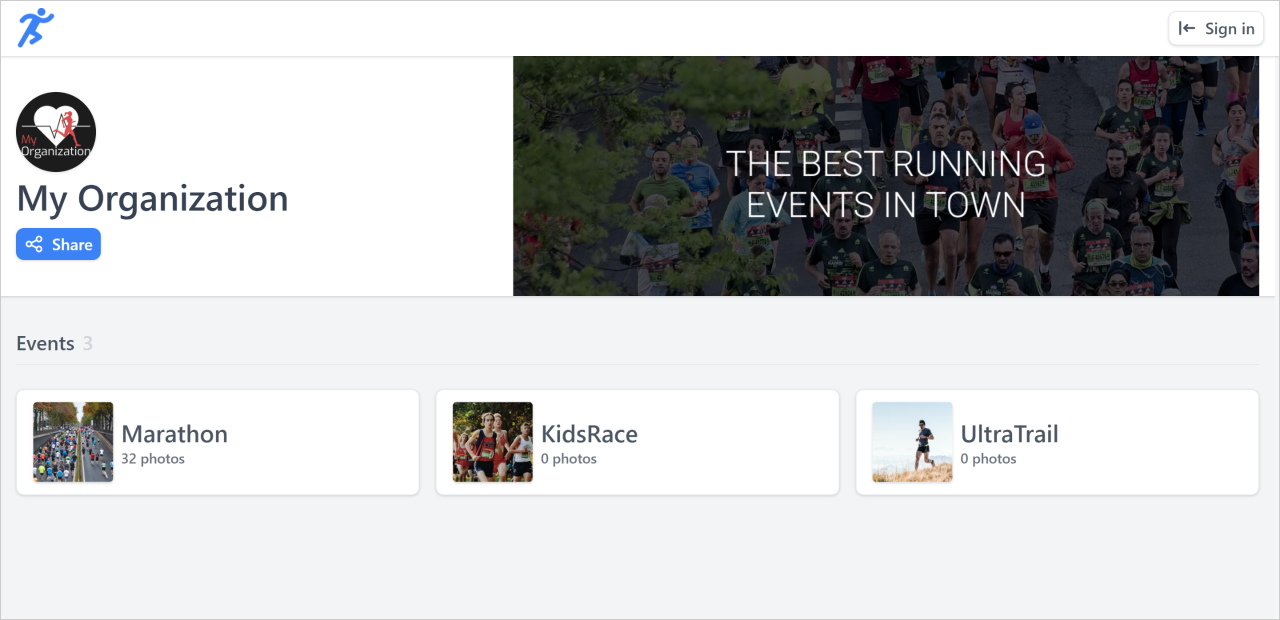 Sign in
My
Organization
My Organization
Share
THE BEST RUNNING
EVENTS IN TOWN
Events 3
Marathon
32 photos
KidsRace
0 photos
UltraTrail
0 photos